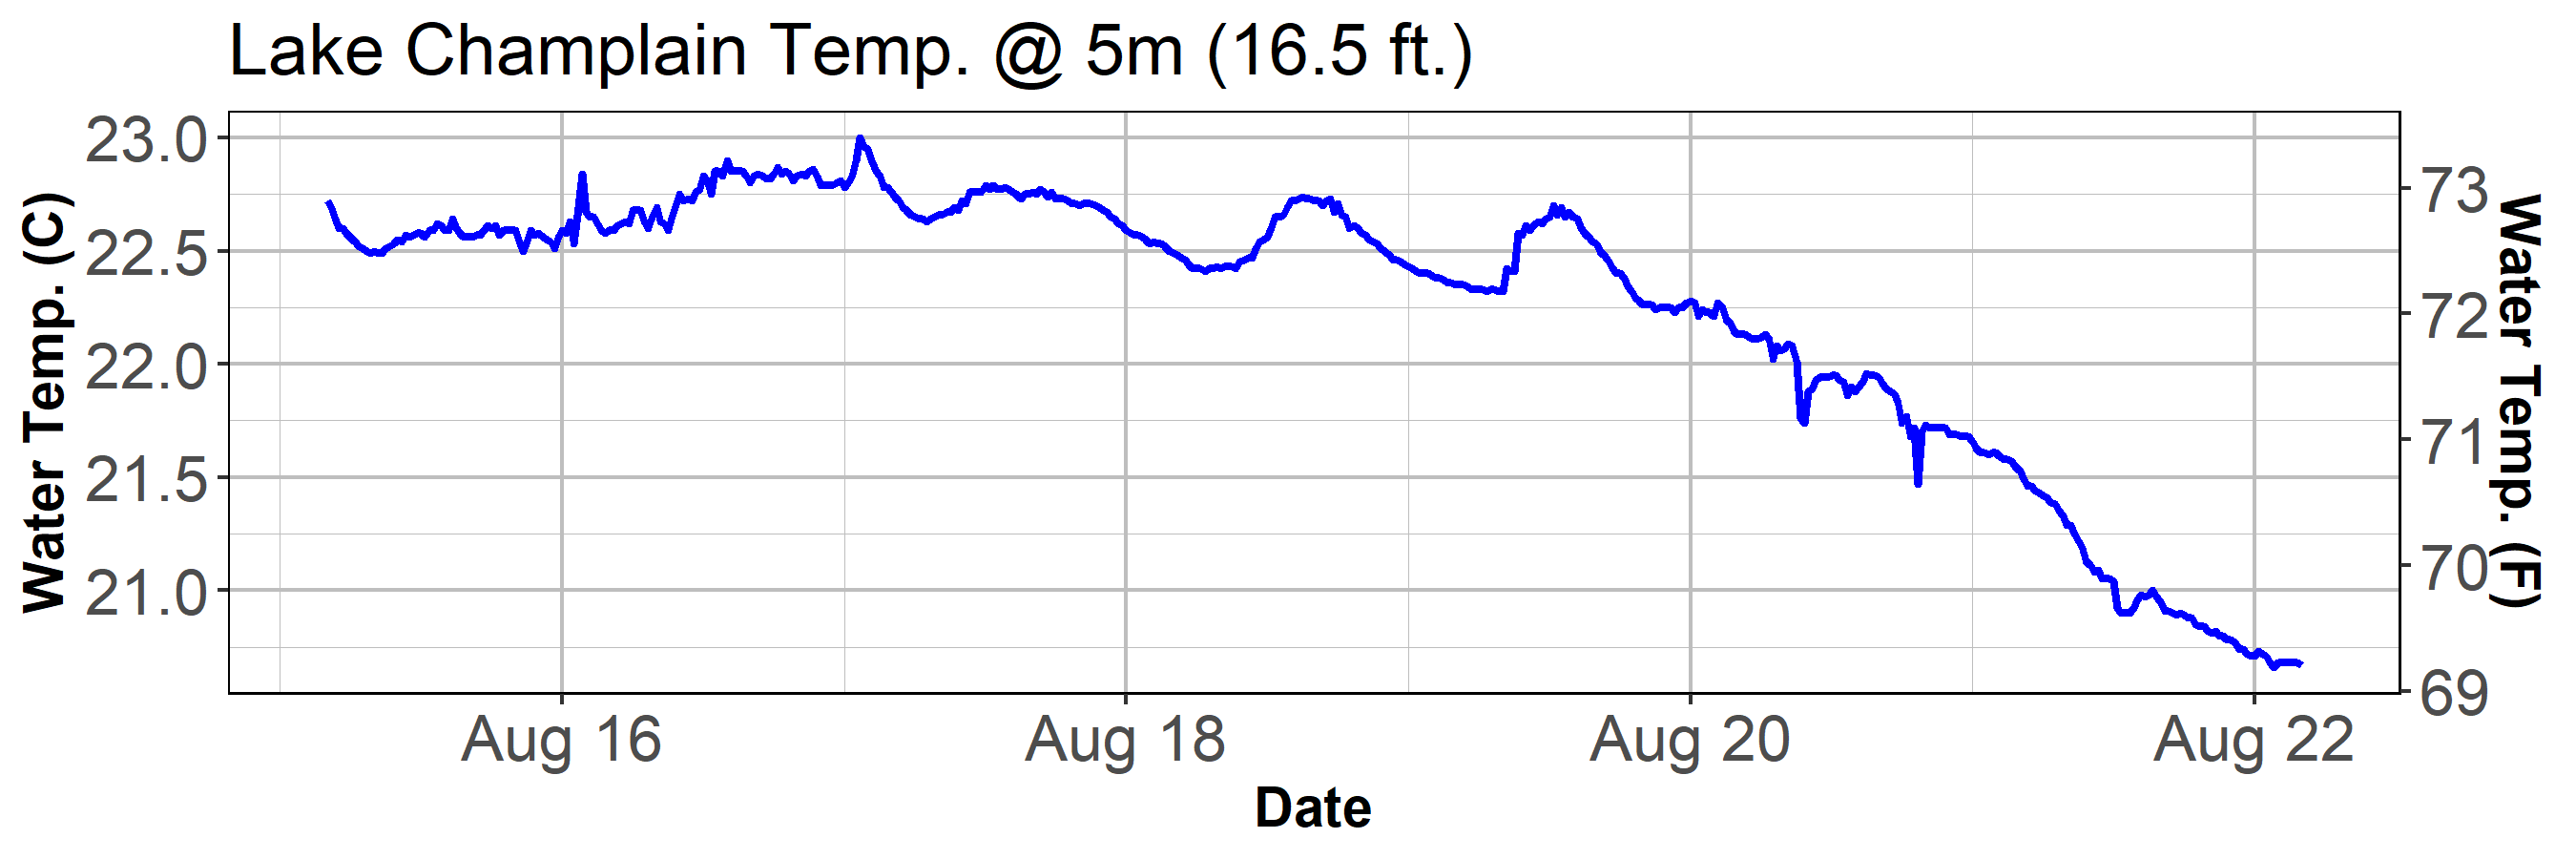 Lake Champlain Temp. @ 5m (16.5 ft.)
Water Temp. (C)
23.0
22.5
22.0
21.5
21.0
73
72
71
70
69
Water Temp. (F)
Aug 16
Aug 18
Aug 20
Aug 22
Date